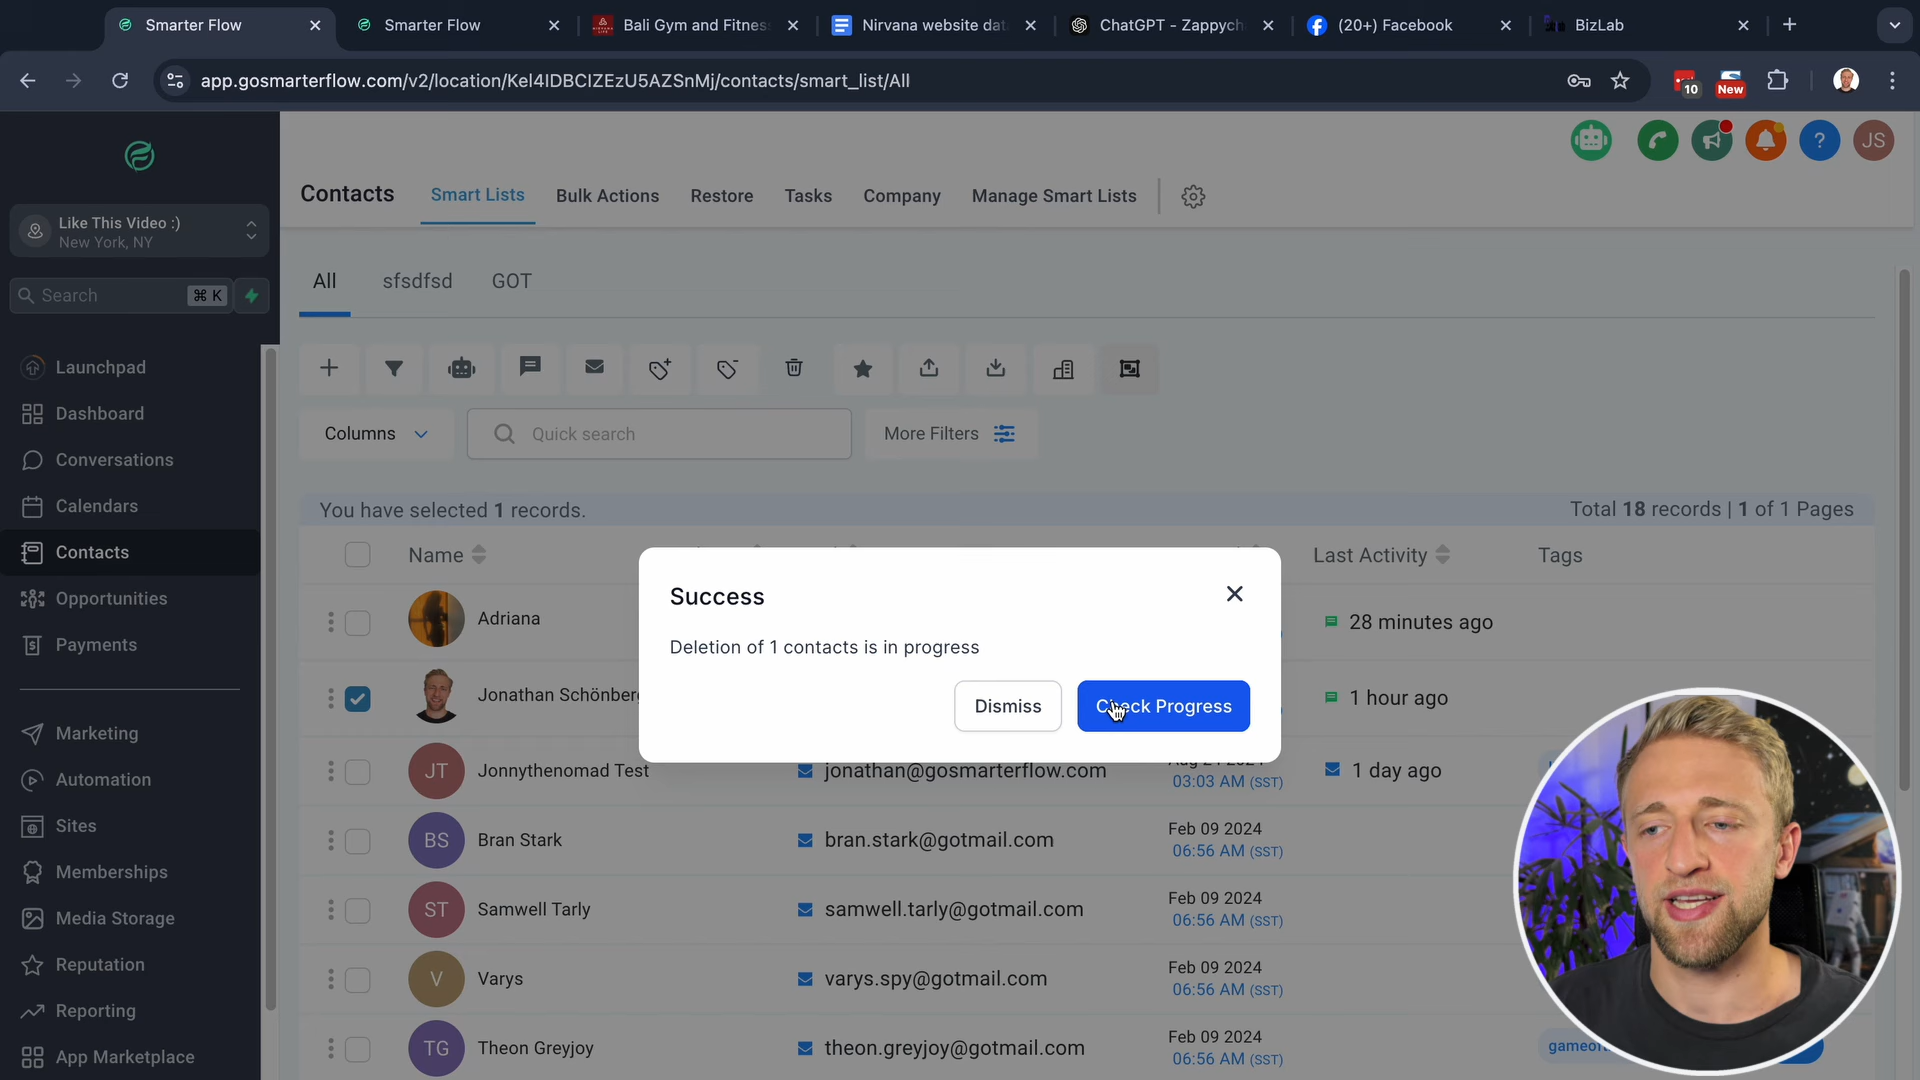 Smarter Flow
Smarter Flow
Bali Gym and Fitness
Nirvana website dat
ChatGPT - Zappych
(20+) Facebook
BizLab
app.gosmarterflow.com/v2/location/Kel4IDBCIZEzU5AZSnMj/contacts/smart_list/All
10
New
Like This Video :)
New York, NY
Search
⌘ K
Launchpad
Dashboard
Conversations
Calendars
Contacts
Opportunities
Payments
Marketing
Automation
Sites
Memberships
Media Storage
Reputation
Reporting
App Marketplace
?
JS
Contacts
Smart Lists
Bulk Actions
Restore
Tasks
Company
Manage Smart Lists
All
sfsdfsd
GOT
Columns
Quick search
More Filters
You have selected 1 records.
Total 18 records | 1 of 1 Pages
Name
Last Activity
Tags
Adriana
28 minutes ago
Jonathan Schönber
1 hour ago
JT
Jonnythenomad Test
jonathan@gosmarterflow.com
03:03 AM (SST)
1 day ago
BS
Bran Stark
bran.stark@gotmail.com
Feb 09 2024
06:56 AM (SST)
ST
Samwell Tarly
samwell.tarly@gotmail.com
Feb 09 2024
06:56 AM (SST)
V
Varys
varys.spy@gotmail.com
Feb 09 2024
06:56 AM (SST)
TG
Theon Greyjoy
theon.greyjoy@gotmail.com
Feb 09 2024
06:56 AM (SST)
gameof
Success
Deletion of 1 contacts is in progress
Dismiss
Check Progress